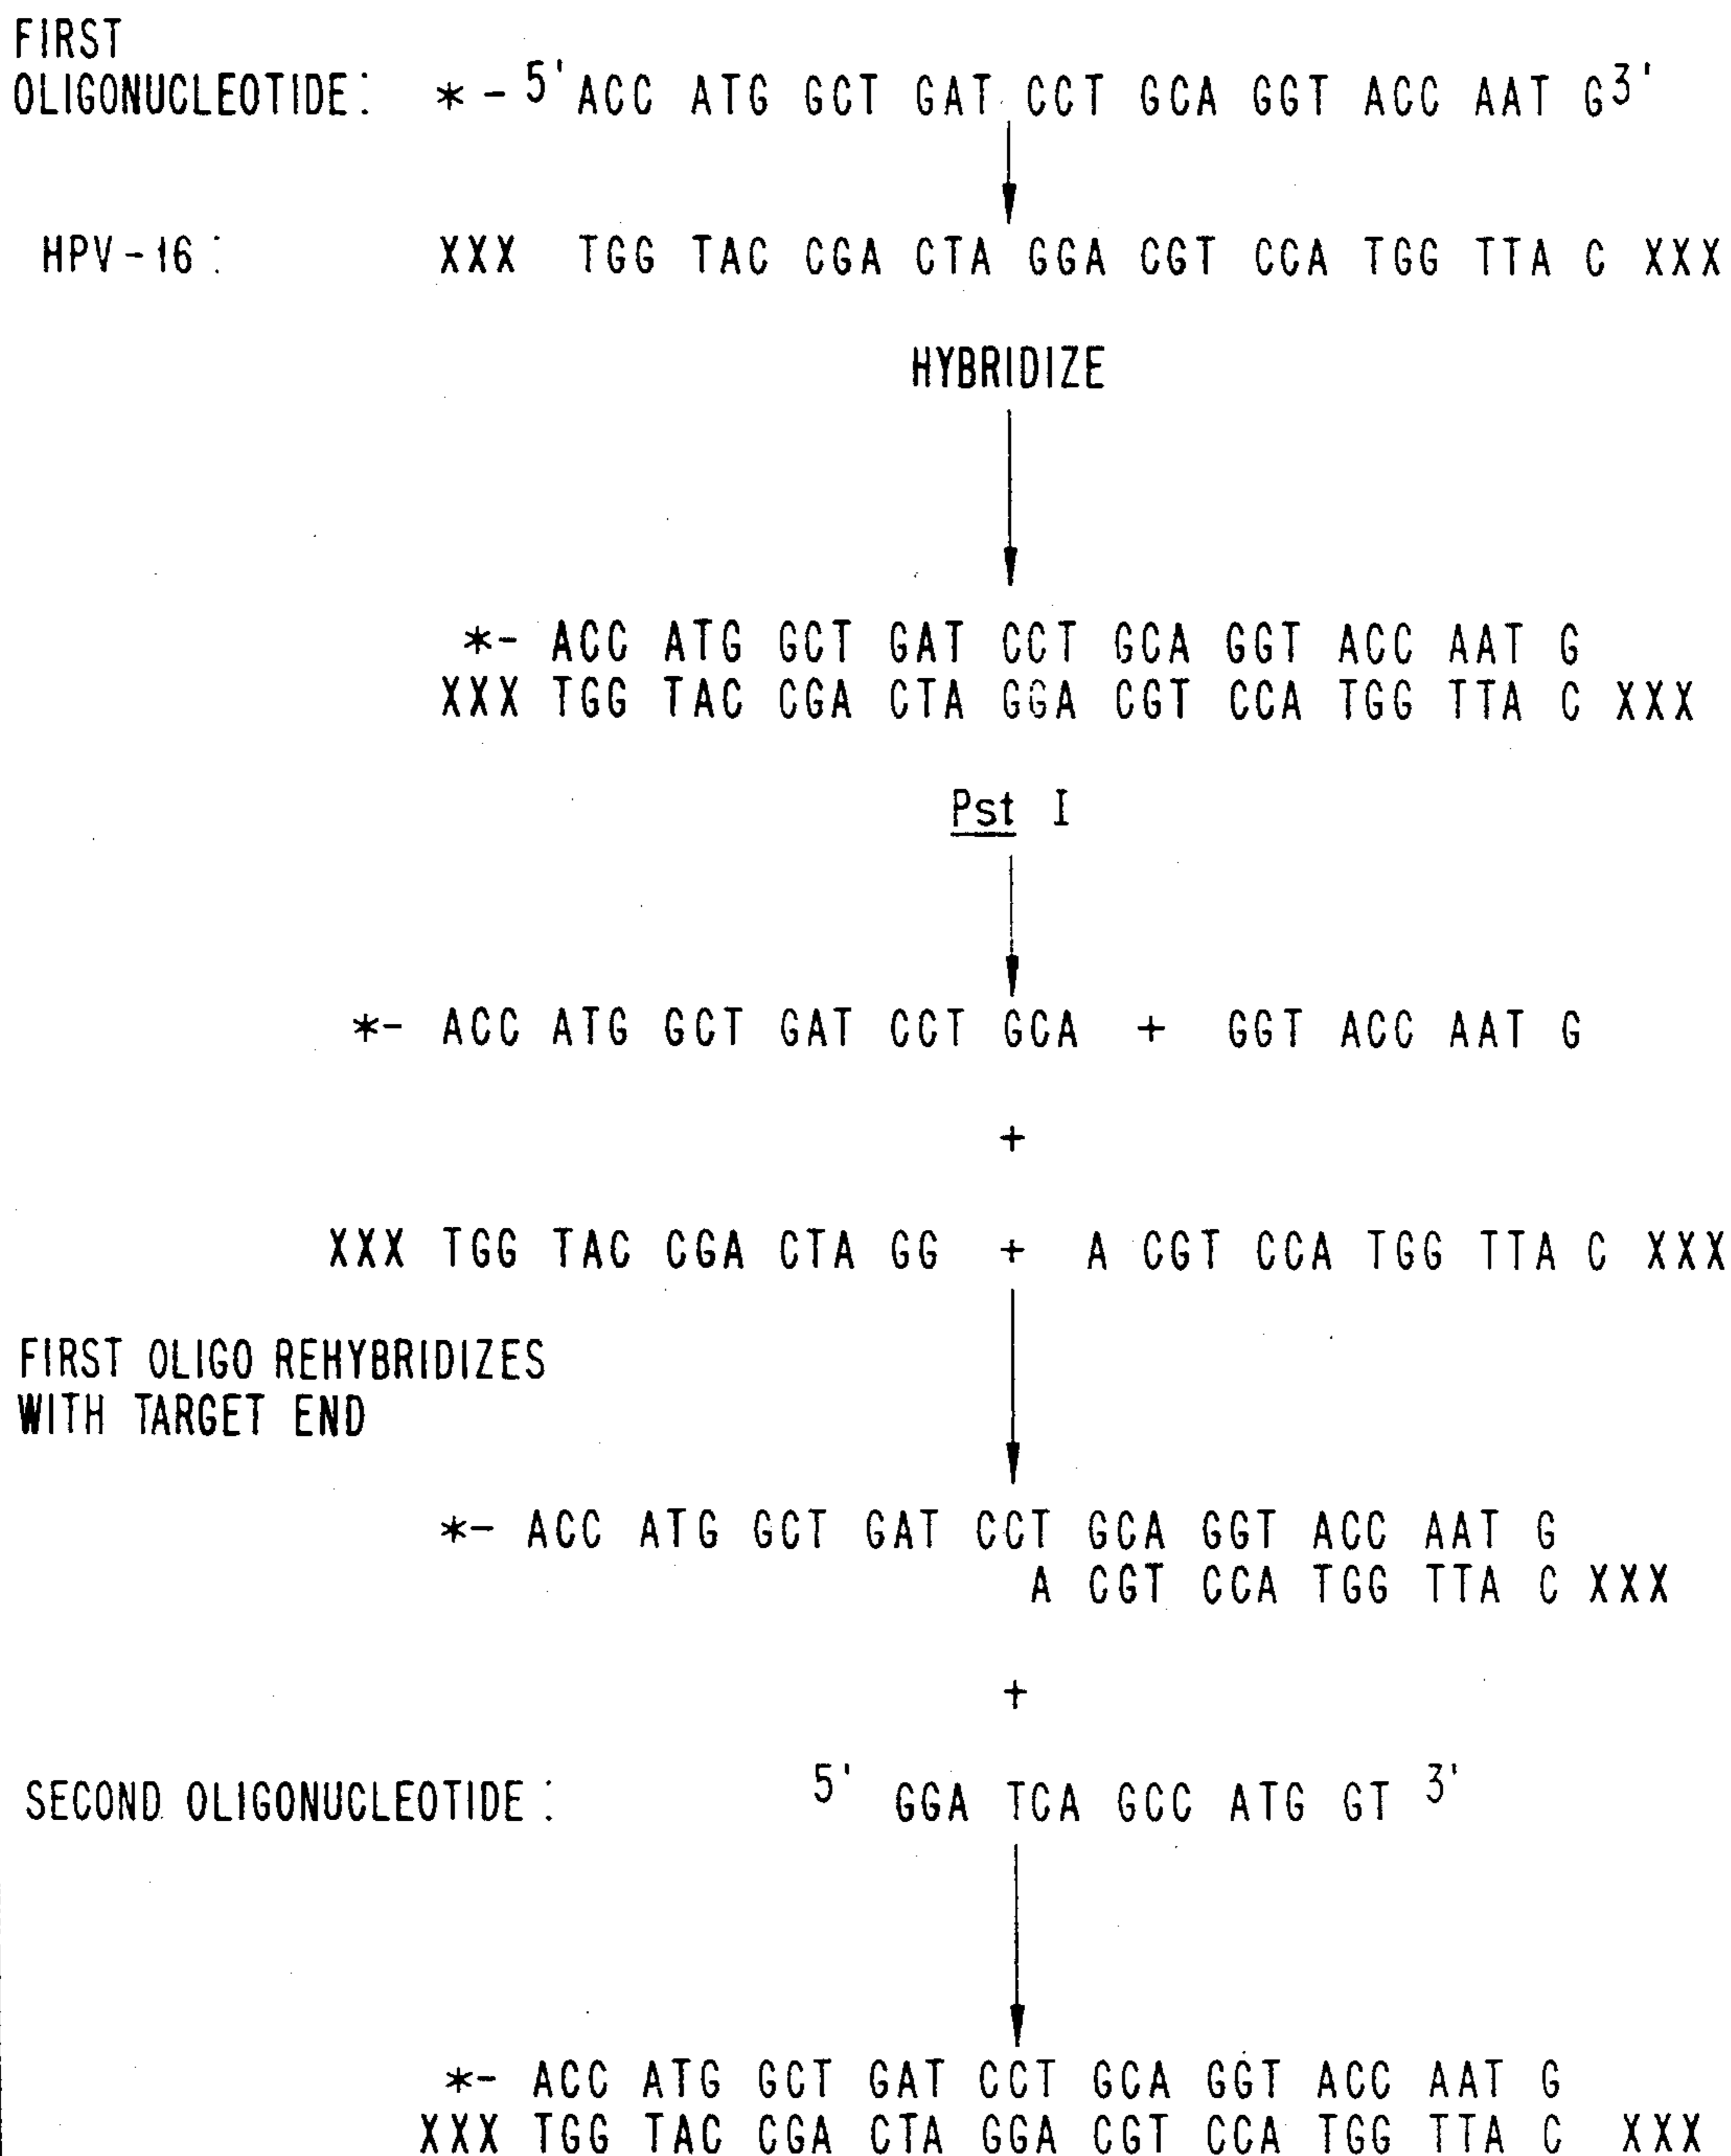 FIRST
OLIGONUCLEOTIDE: * - 5' ACC ATG GCT GAT CCT GCA GGT ACC AAT G 3'
HPV-16: XXX TGG TAC CGA CTA GGA CGT CCA TGG TTA C XXX
HYBRIDIZE
*- ACC ATG GCT GAT CCT GCA GGT ACC AAT G
XXX TGG TAC CGA CTA GGA CGT CCA TGG TTA C XXX
Pst I
*- ACC ATG GCT GAT CCT GCA + GGT ACC AAT G
+
XXX TGG TAC CGA CTA GG + A CGT CCA TGG TTA C XXX
FIRST OLIGO REHYBRIDIZES
WITH TARGET END
*- ACC ATG GCT GAT CCT GCA GGT ACC AAT G
A CGT CCA TGG TTA C XXX
+
SECOND OLIGONUCLEOTIDE: 5' GGA TCA GCC ATG GT 3'
*- ACC ATG GCT GAT CCT GCA GGT ACC AAT G
XXX TGG TAC CGA CTA GGA CGT CCA TGG TTA C XXX